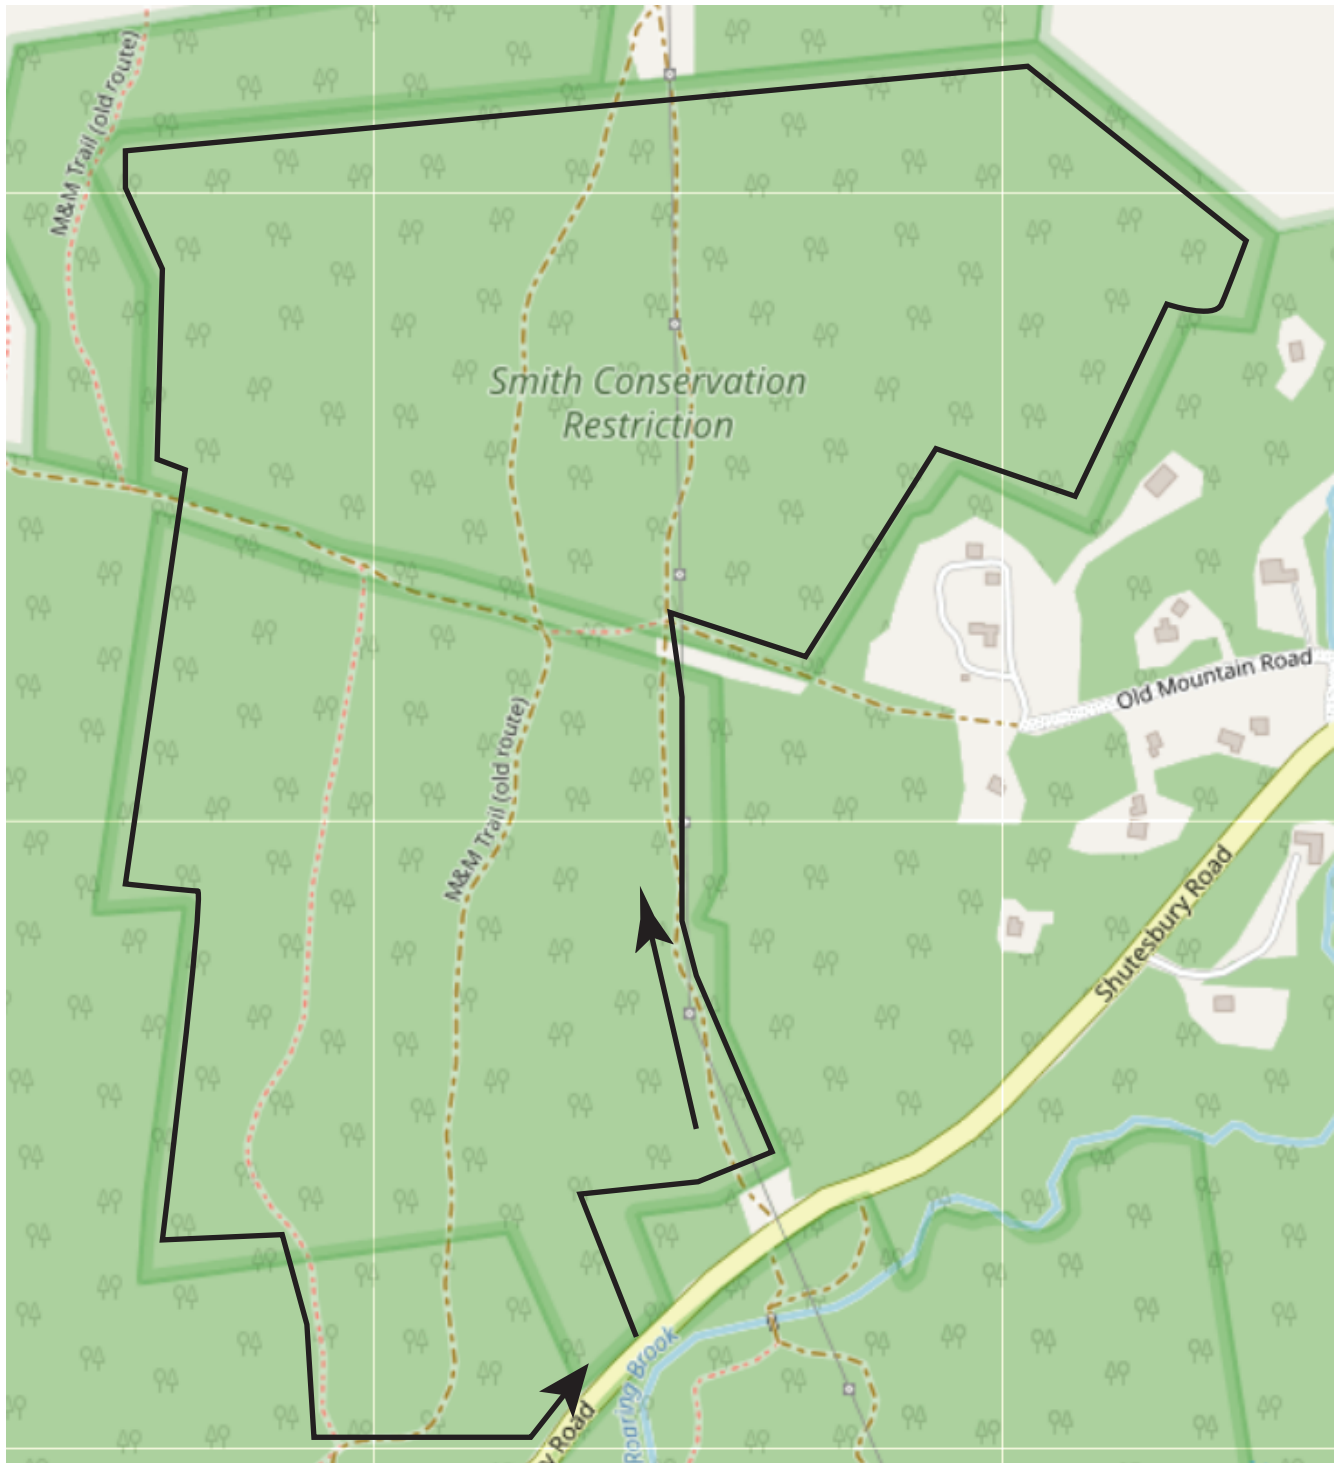 M&M Trail (old route)
Smith Conservation
Restriction
Old Mountain Road
M&M Trail (old route)
Shutesbury Road
Roaring Brook
y Road